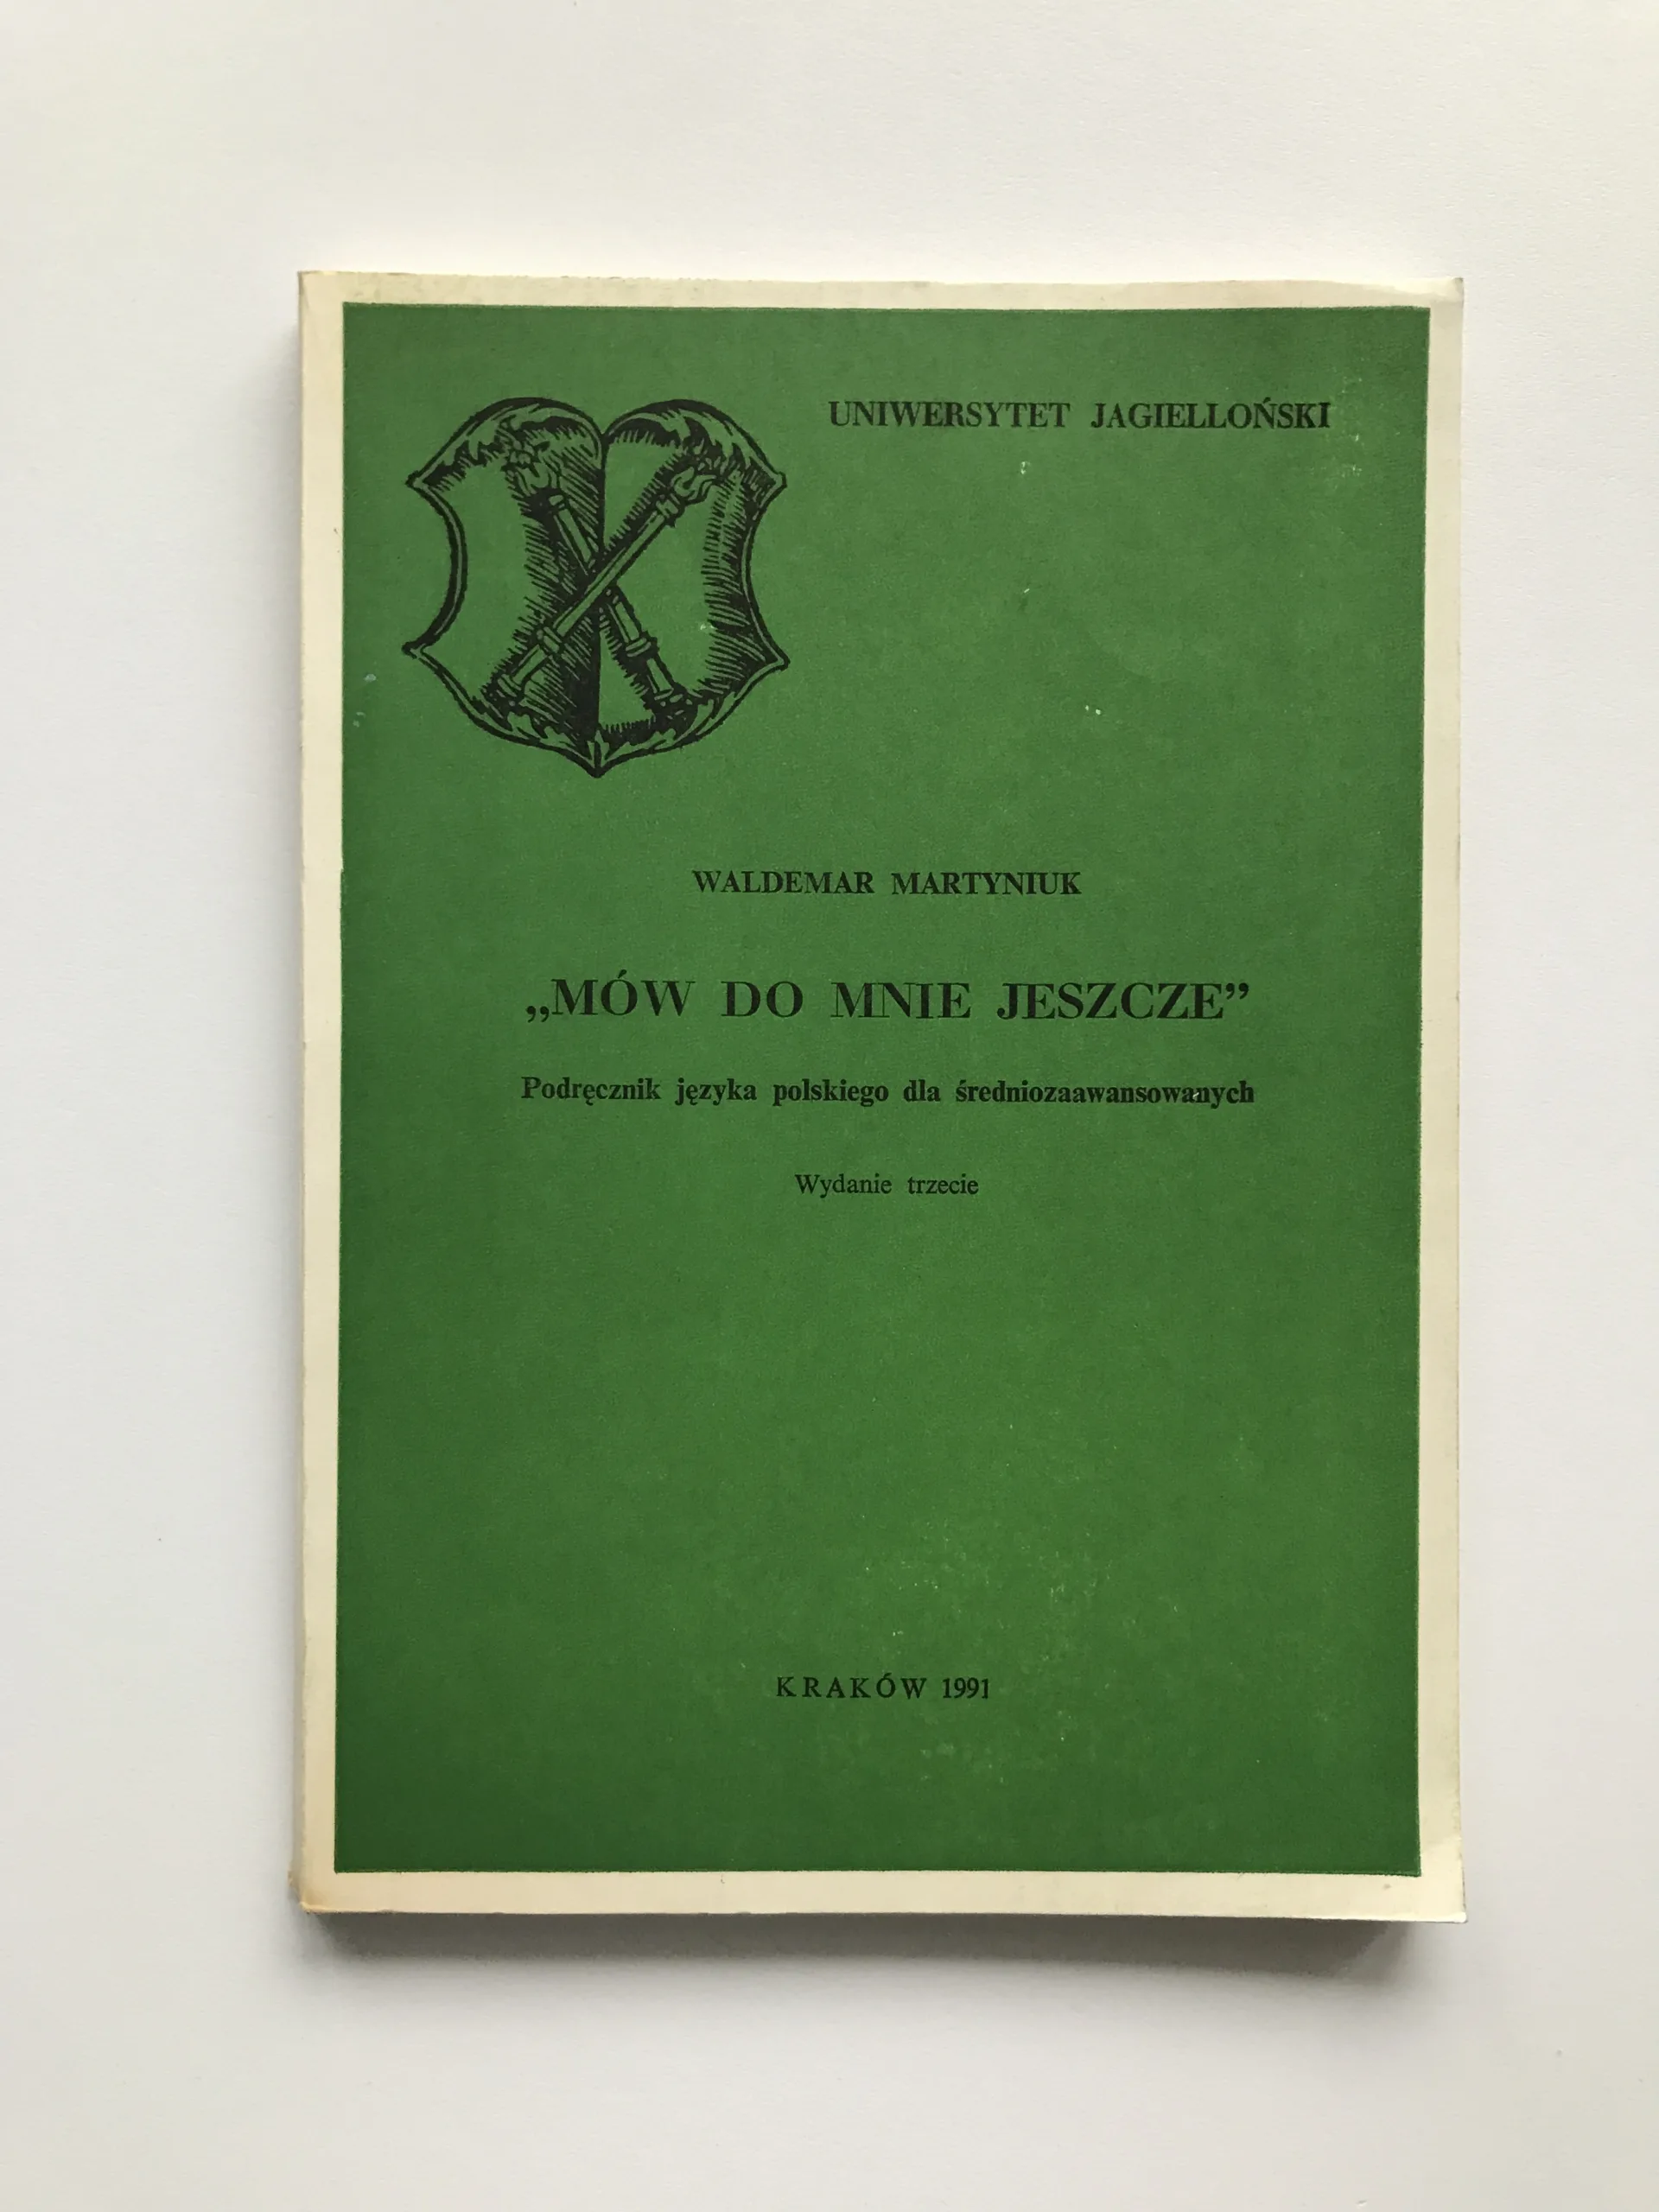 UNIWERSYTET JAGIELLOŃSKI
WALDEMAR MARTYNIUK
„MÓW DO MNIE JESZCZE”
Podręcznik języka polskiego dla średniozaawansowanych
Wydanie trzecie
KRAKÓW 1991